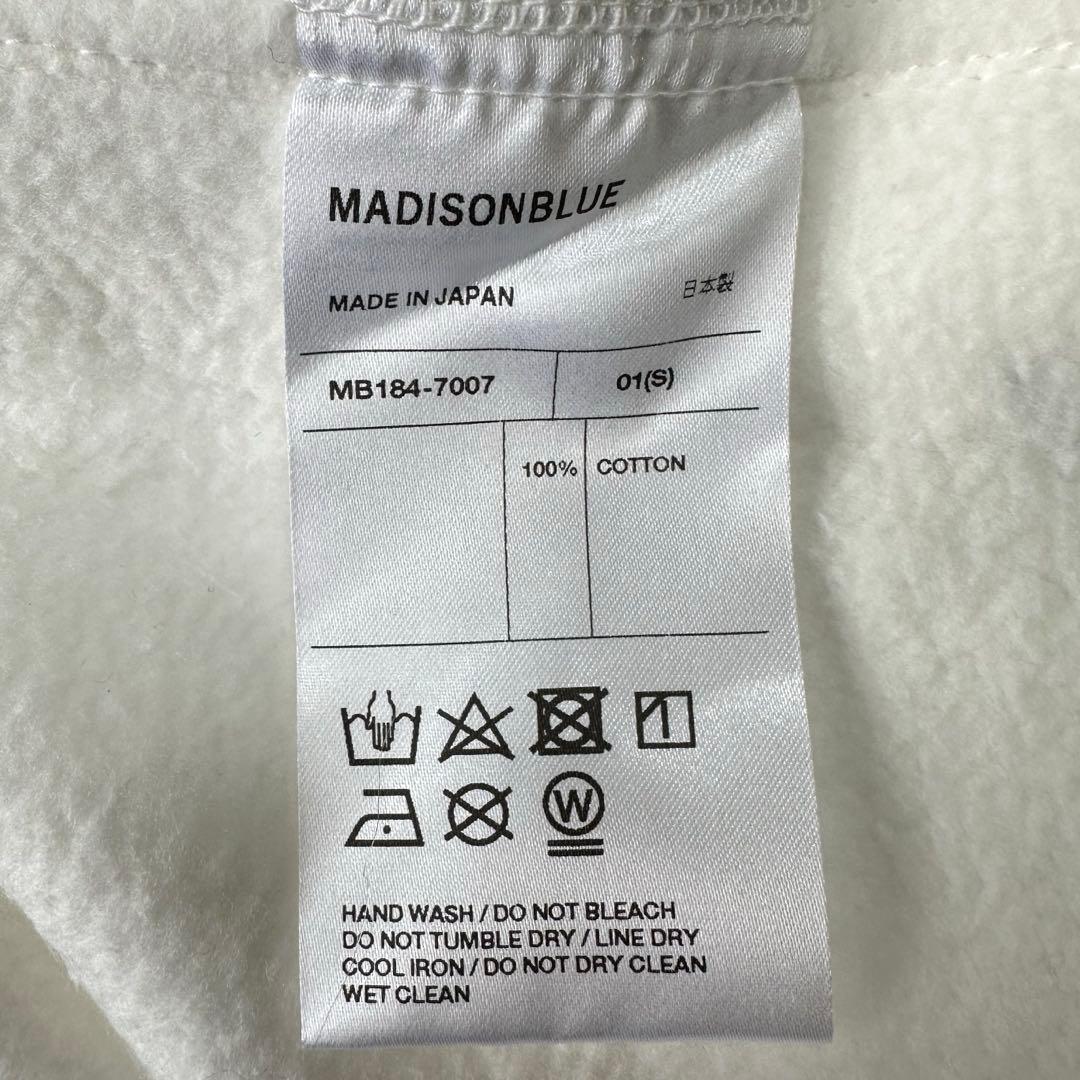 MADISONBLUE
MADE IN JAPAN 日本製
MB184-7007 01(S)
100% COTTON
W
HAND WASH / DO NOT BLEACH
DO NOT TUMBLE DRY / LINE DRY
COOL IRON / DO NOT DRY CLEAN
WET CLEAN